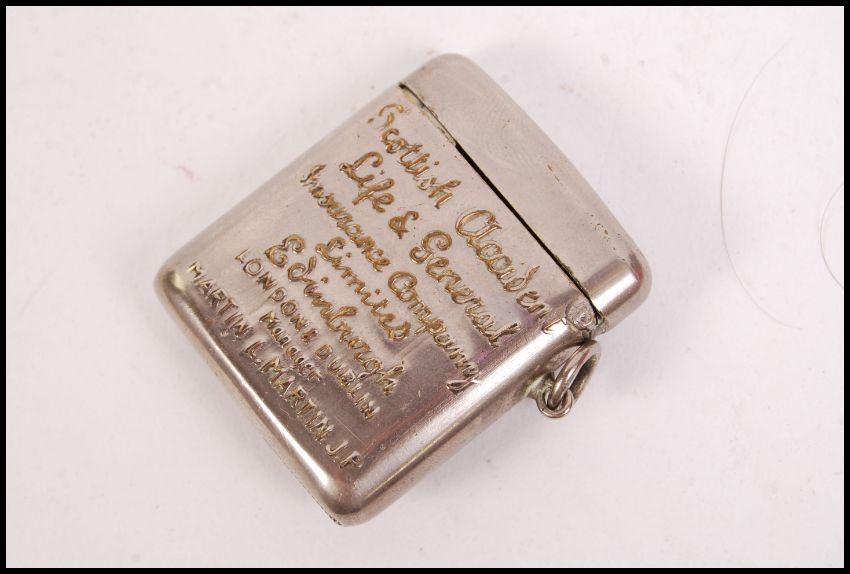 Scottish Accident
Life & General
Insurance Company
Limited
Edinburgh
LONDON & DUBLIN
Manager
MARTIN L. MARTIN J.P